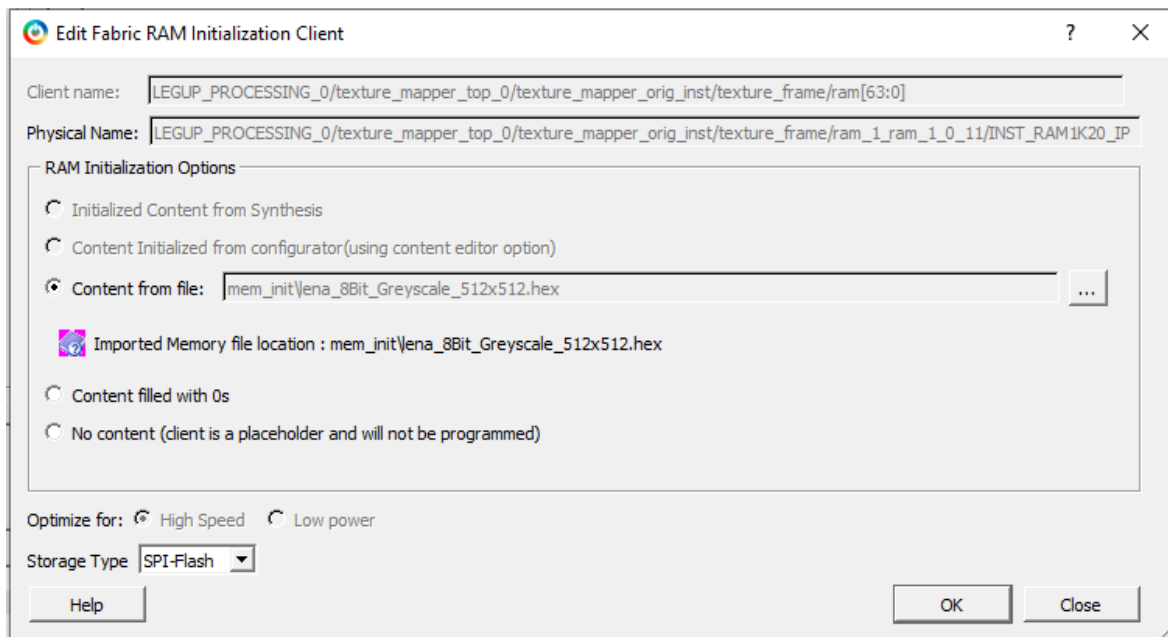 Edit Fabric RAM Initialization Client
Client name: LEGUP_PROCESSING_0/texture_mapper_top_0/texture_mapper_orig_inst/texture_frame/ram[63:0]
Physical Name: LEGUP_PROCESSING_0/texture_mapper_top_0/texture_mapper_orig_inst/texture_frame/ram_1_ram_1_0_11/INST_RAM1K20_IP
RAM Initialization Options
Initialized Content from Synthesis
Content Initialized from configurator(using content editor option)
Content from file: mem_init\lena_8Bit_Greyscale_512x512.hex ...
Imported Memory file location : mem_init\lena_8Bit_Greyscale_512x512.hex
Content filled with 0s
No content (client is a placeholder and will not be programmed)
Optimize for: High Speed Low power
Storage Type SPI-Flash
Help OK Close